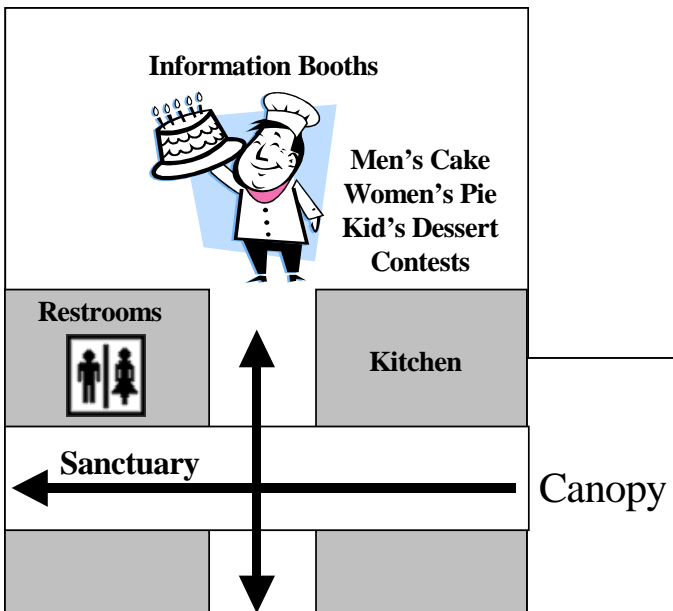 Information Booths
Men's Cake
Women's Pie
Kid's Dessert
Contests
Restrooms
Kitchen
Sanctuary
Canopy